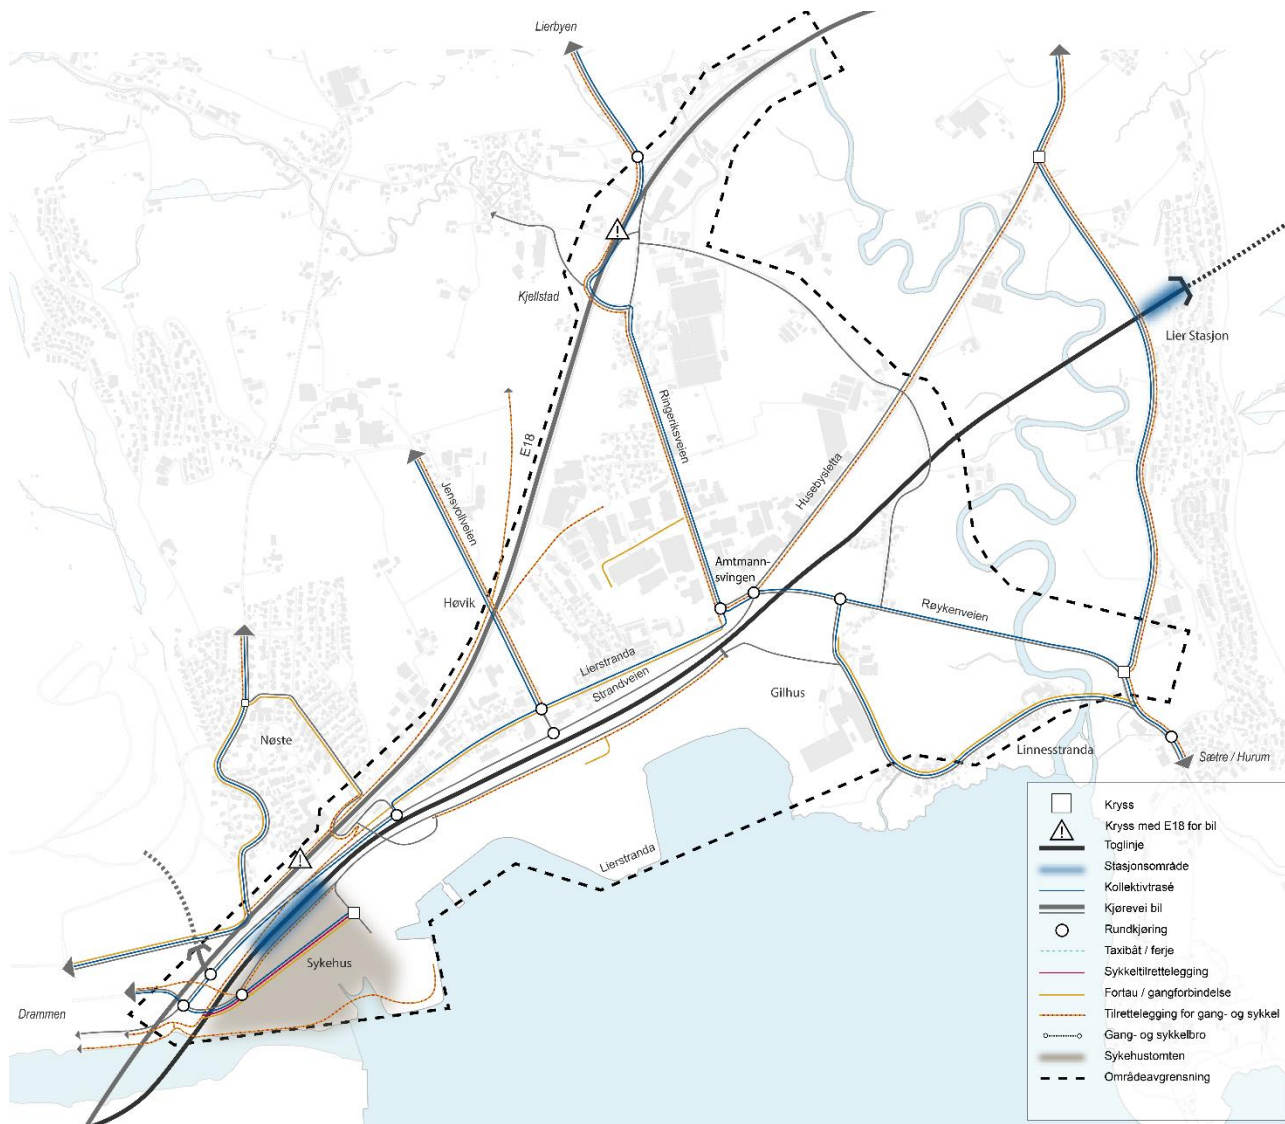 Lierbyen
Kjellstad
Lier Stasjon
E18
Ringeriksveien
Husebysletta
Jensvollveien
Høvik
Amtmann-
svingen
Røykenveien
Lierstranda
Strandveien
Gilhus
Nøste
Linnesstranda
Sætre / Hurum
Lierstranda
Sykehus
Drammen
Kryss
Kryss med E18 for bil
Toglinje
Stasjonsområde
Kollektivtrasé
Kjørevei bil
Rundkjøring
Taxibåt / ferje
Sykkeltilrettelegging
Fortau / gangforbindelse
Tilrettelegging for gang- og sykkel
Gang- og sykkelbro
Sykehustomten
Områdeavgrensning